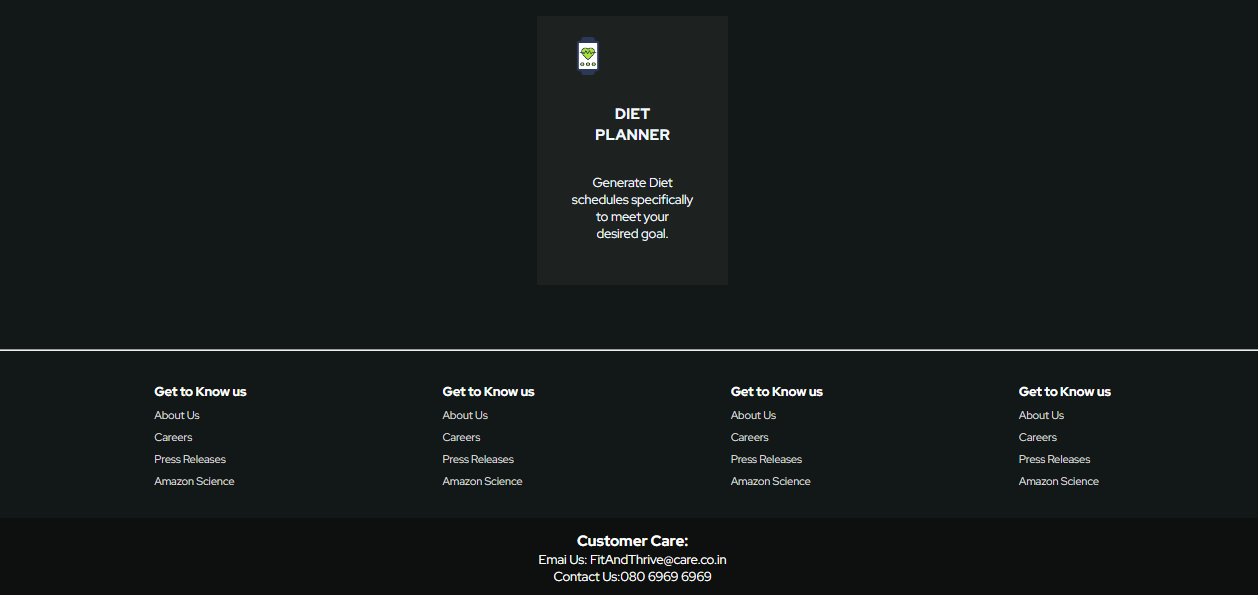 DIET
PLANNER
Generate Diet
schedules specifically
to meet your
desired goal.
Get to Know us
About Us
Careers
Press Releases
Amazon Science
Get to Know us
About Us
Careers
Press Releases
Amazon Science
Get to Know us
About Us
Careers
Press Releases
Amazon Science
Get to Know us
About Us
Careers
Press Releases
Amazon Science
Customer Care:
Emai Us: FitAndThrive@care.co.in
Contact Us:080 6969 6969